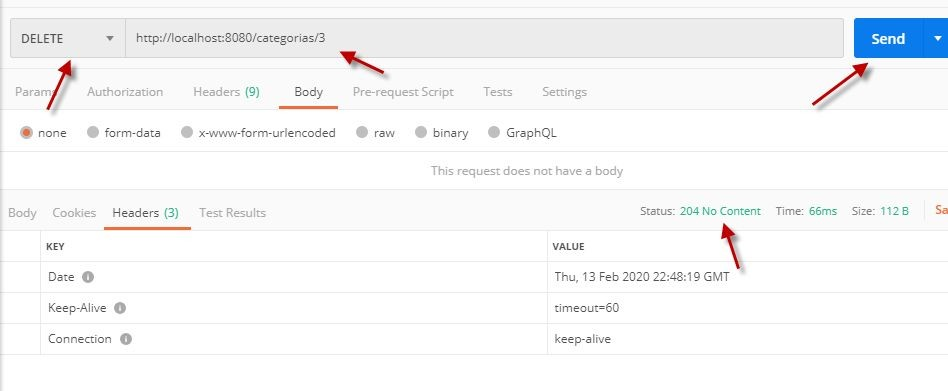 DELETE http://localhost:8080/categorias/3 Send
Params Authorization Headers (9) Body Pre-request Script Tests Settings
none form-data x-www-form-urlencoded raw binary GraphQL
This request does not have a body
Body Cookies Headers (3) Test Results Status: 204 No Content Time: 66ms Size: 112 B Sa
KEY VALUE
Date Thu, 13 Feb 2020 22:48:19 GMT
Keep-Alive timeout=60
Connection keep-alive